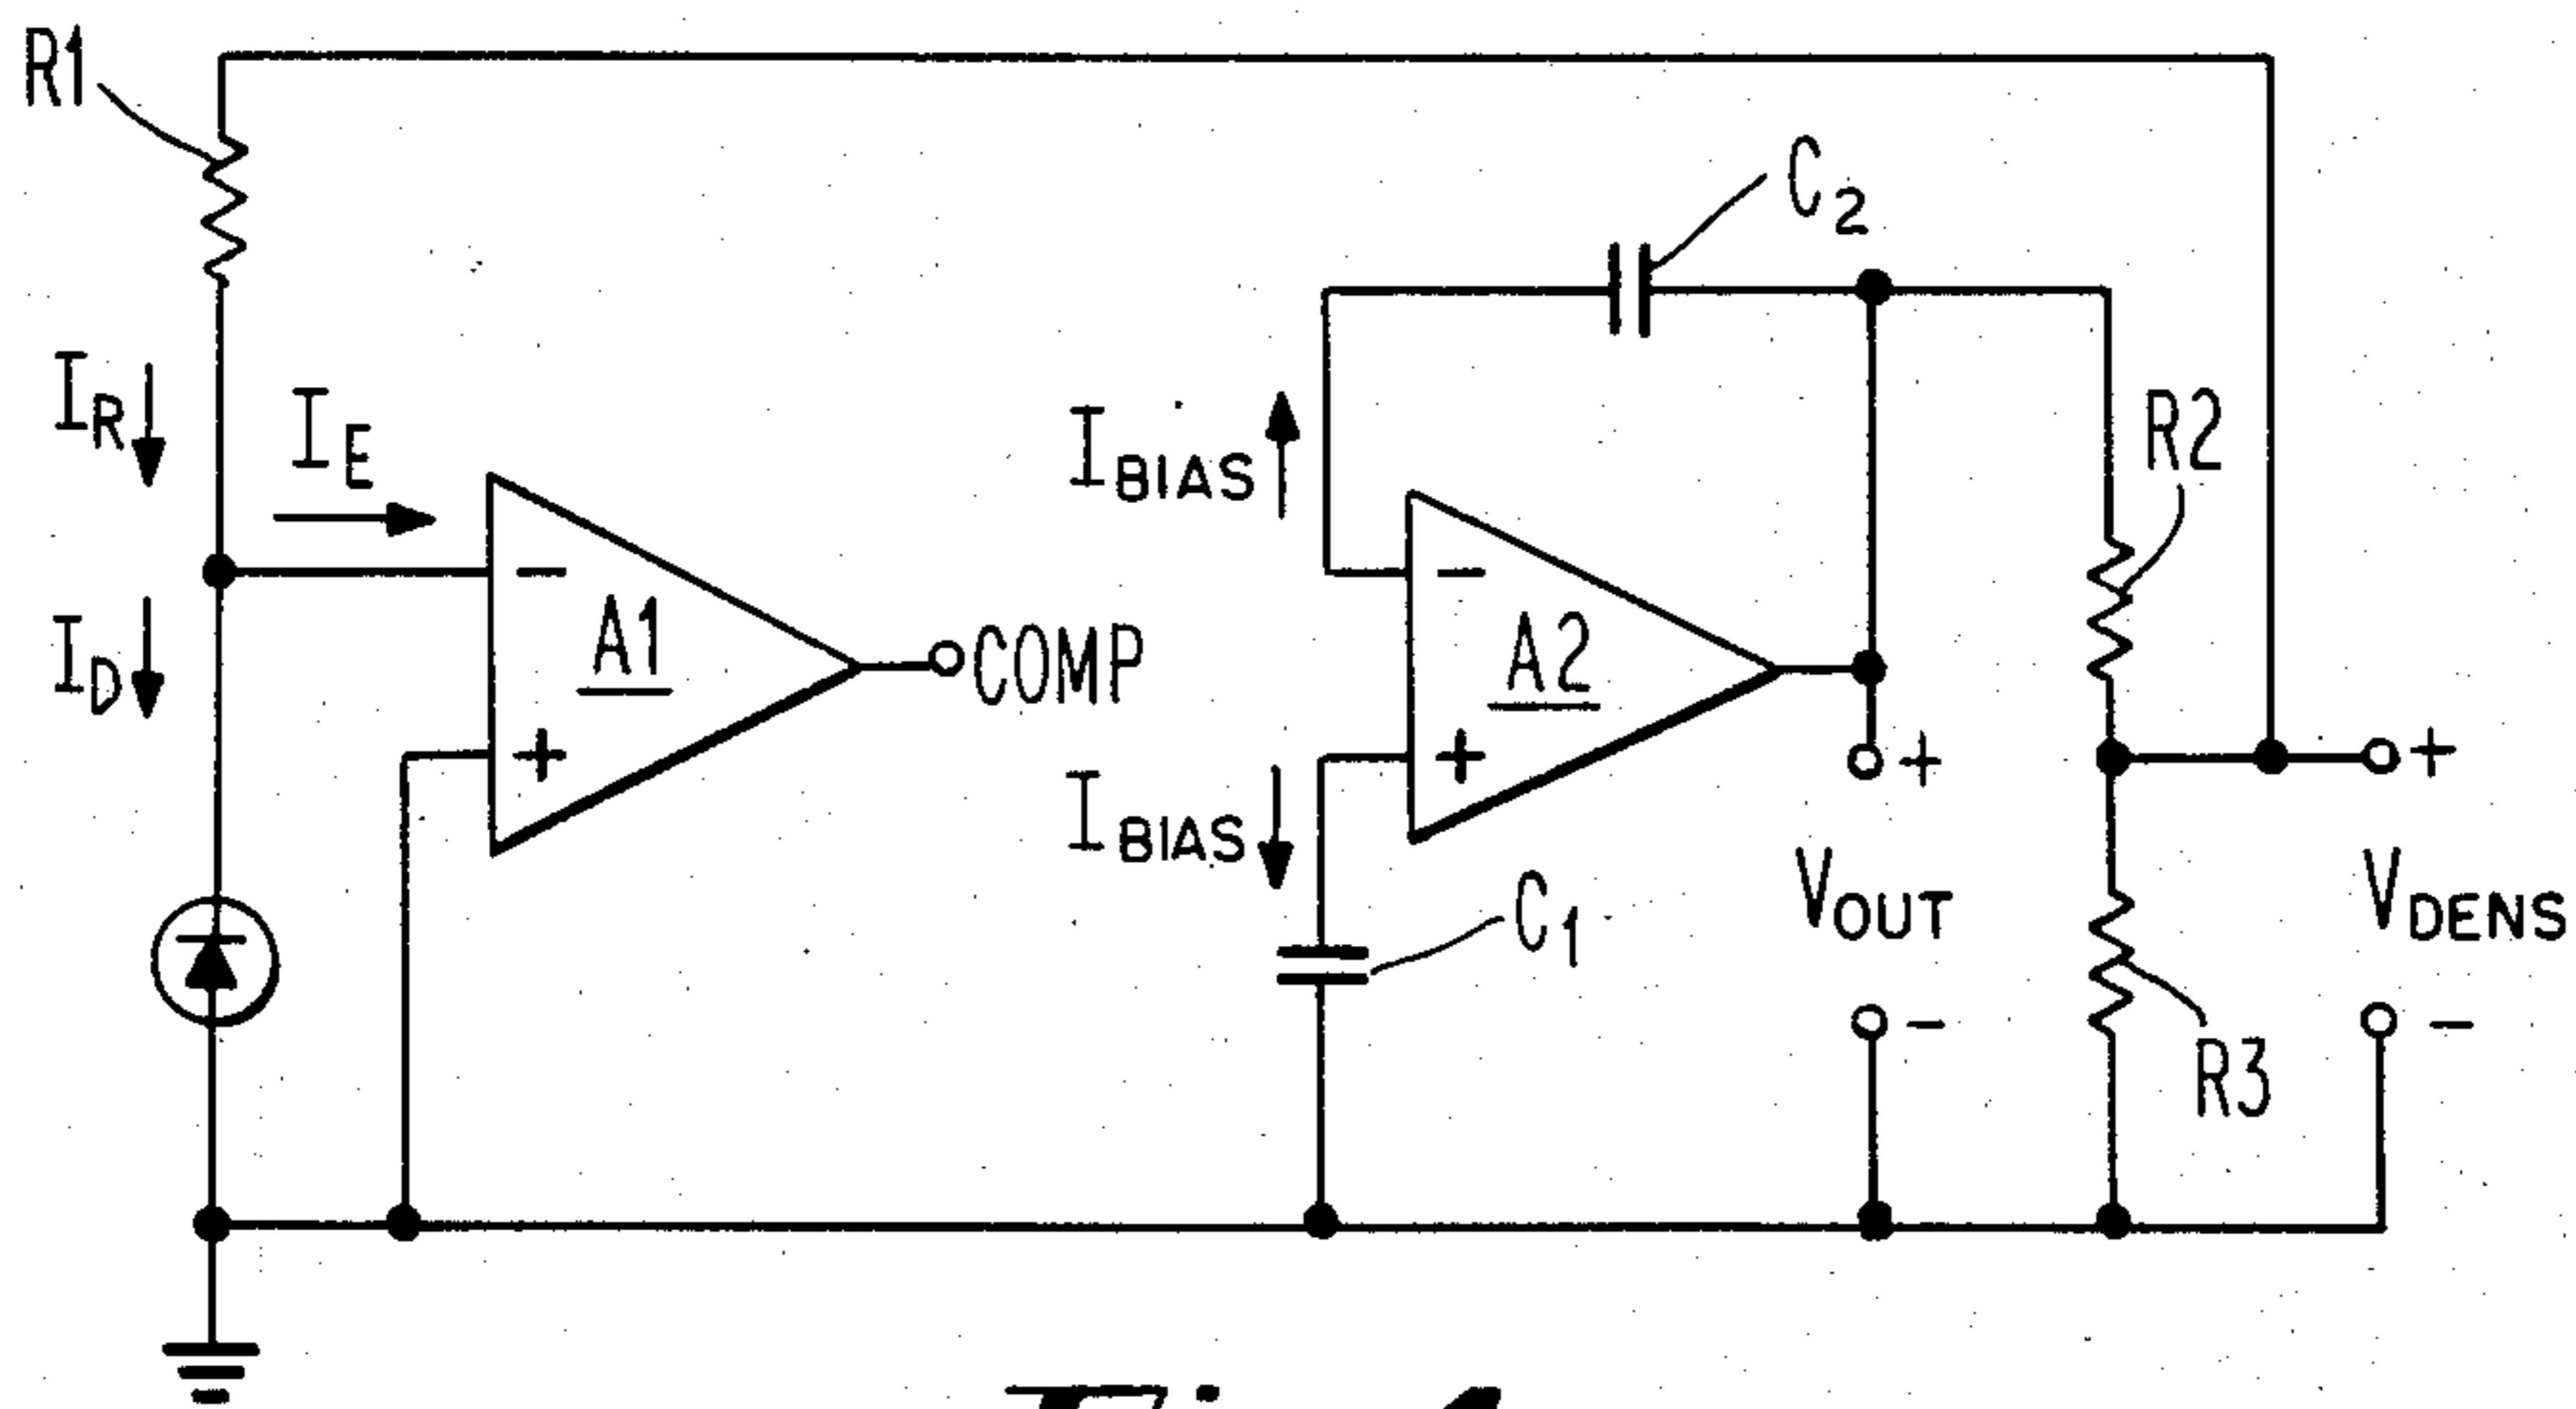 R1
C2
IR
IE
IBIAS
R2
ID
-
A1
+
COMP
-
A2
+
IBIAS
C1
+
VOUT
-
+
VDENS
-
R3